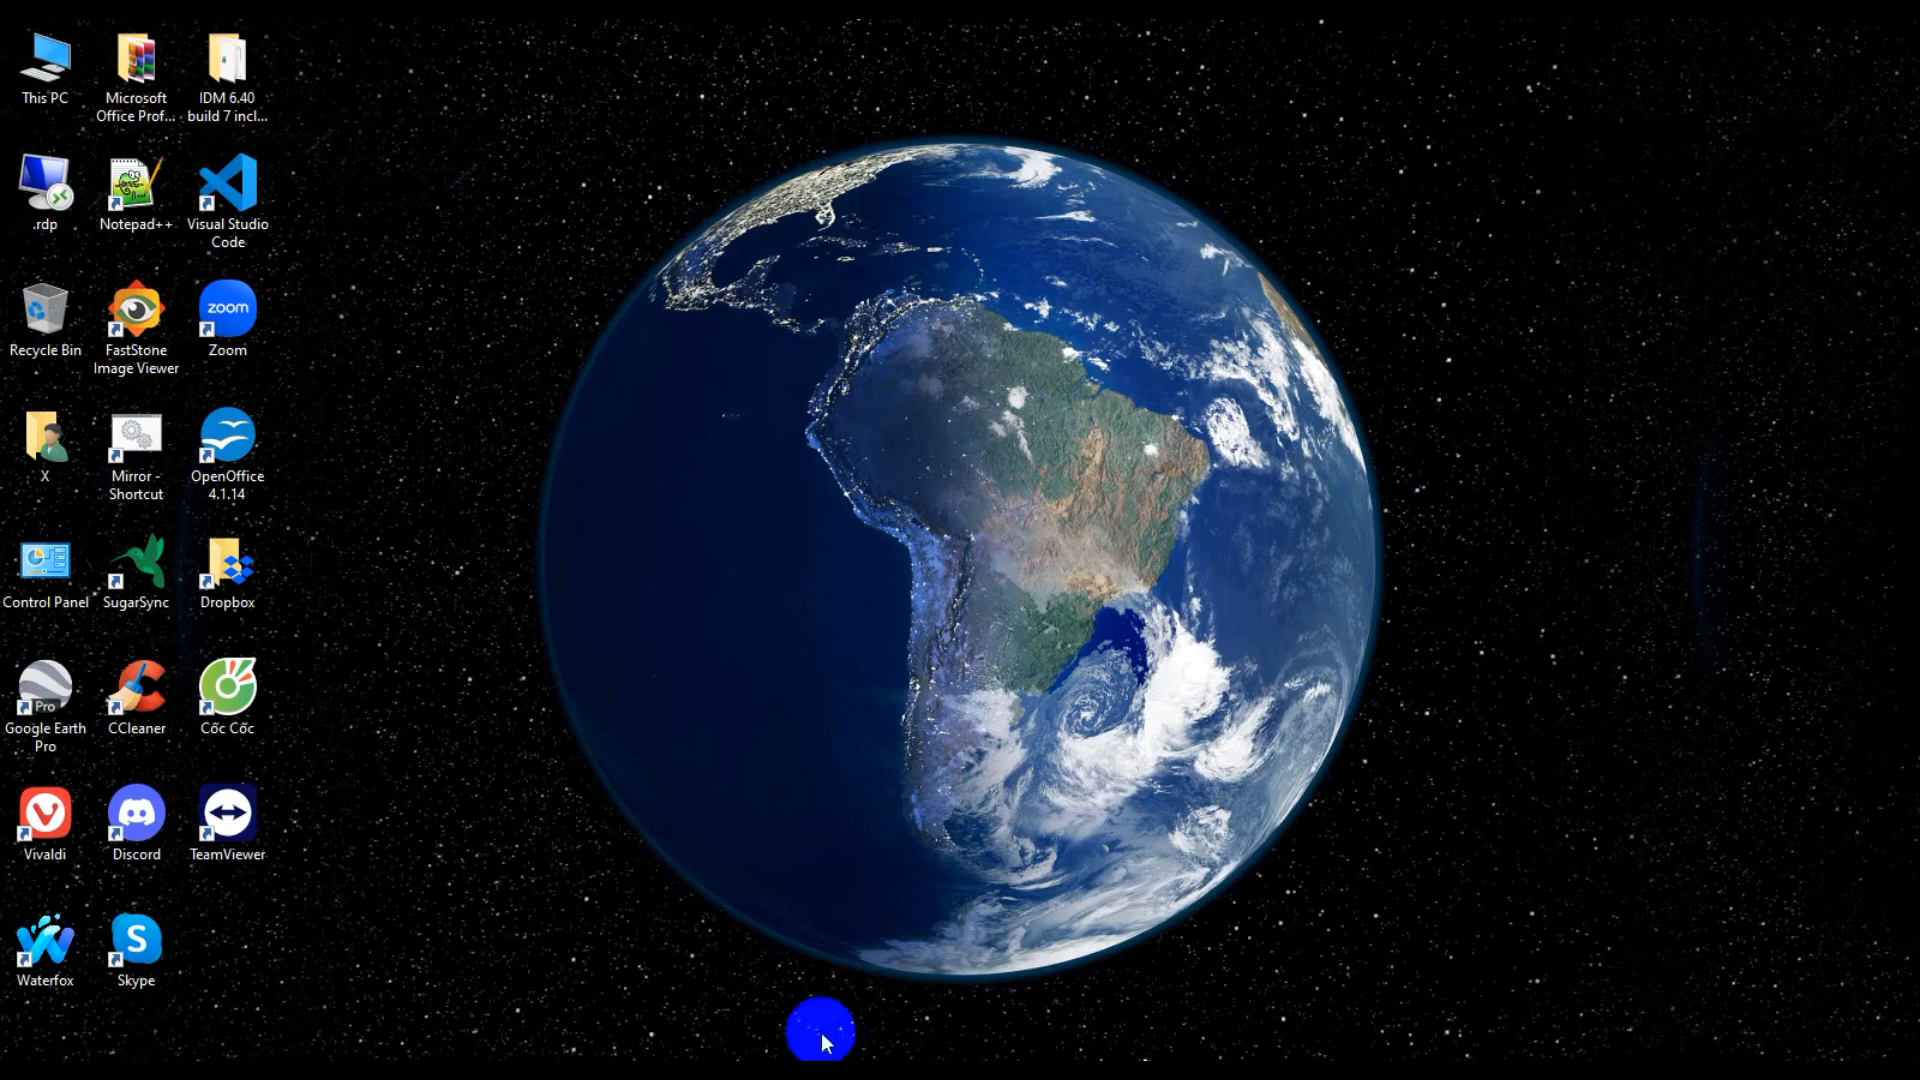 This PC
Microsoft
Office Prof...
IDM 6.40
build 7 incl...
.rdp
Notepad++
Visual Studio
Code
Recycle Bin
FastStone
Image Viewer
zoom
Zoom
X
Mirror -
Shortcut
OpenOffice
4.1.14
Control Panel
SugarSync
Dropbox
Pro
Google Earth
Pro
CCleaner
Cốc Cốc
Vivaldi
Discord
TeamViewer
Waterfox
S
Skype